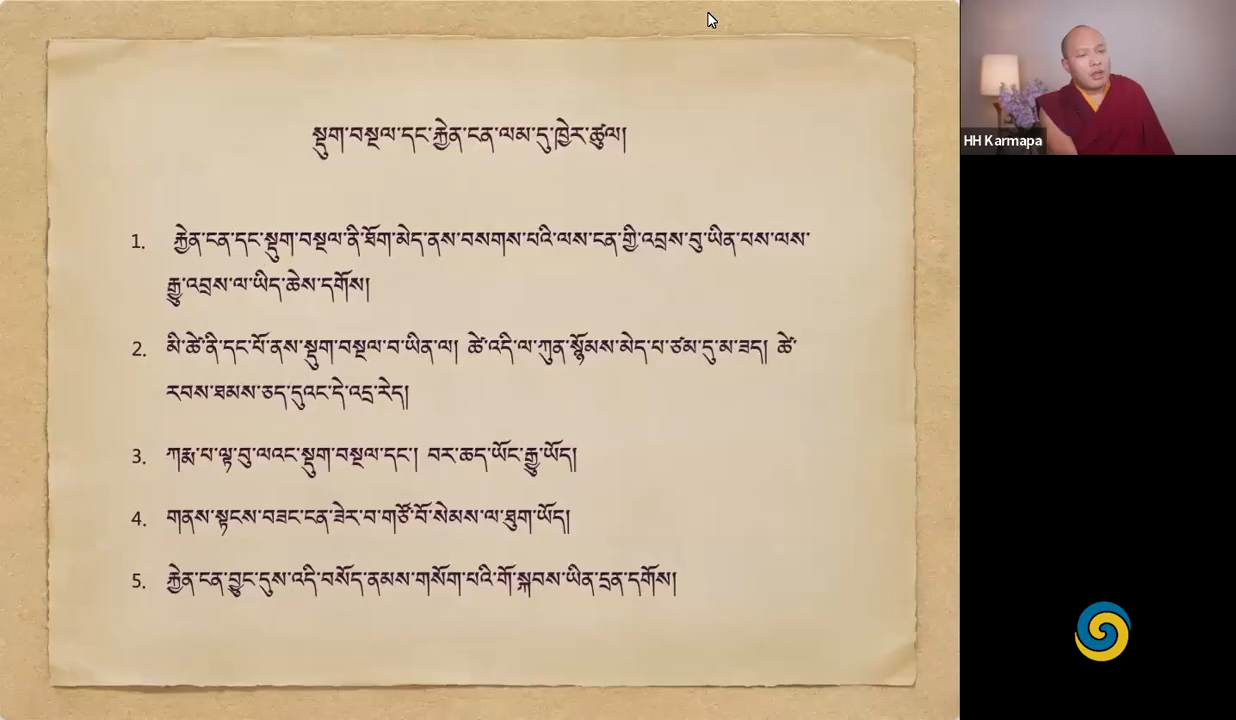 སྡུག་བསྔལ་དང་རྐྱེན་ངན་ལམ་དུ་ཁྱེར་ཚུལ།
1. རྐྱེན་ངན་དང་སྡུག་བསྔལ་ནི་ཐོག་མེད་ནས་བསགས་པའི་ལས་ངན་གྱི་འབྲས་བུ་ཡིན་པས་ལས་
རྒྱུ་འབྲས་ལ་ཡིད་ཆེས་དགོས།
2. མི་ཚེ་ནི་དང་པོ་ནས་སྡུག་བསྔལ་བ་ཡིན་ལ། ཚེ་འདི་ལ་ཀུན་སྙོམས་མེད་པ་ཙམ་དུ་མ་ཟད། ཚེ་
རབས་ཐམས་ཅད་དུའང་དེ་འདྲ་རེད།
3. ཀརྨ་པ་ལྟ་བུ་ལའང་སྡུག་བསྔལ་དང་། བར་ཆད་ཡོང་རྒྱུ་ཡོད།
4. གནས་སྟངས་བཟང་ངན་ཟེར་བ་གཙོ་བོ་སེམས་ལ་ཐུག་ཡོད།
5. རྐྱེན་ངན་བྱུང་དུས་འདི་བསོད་ནམས་གསོག་པའི་གོ་སྐབས་ཡིན་དྲན་དགོས།
HH Karmapa